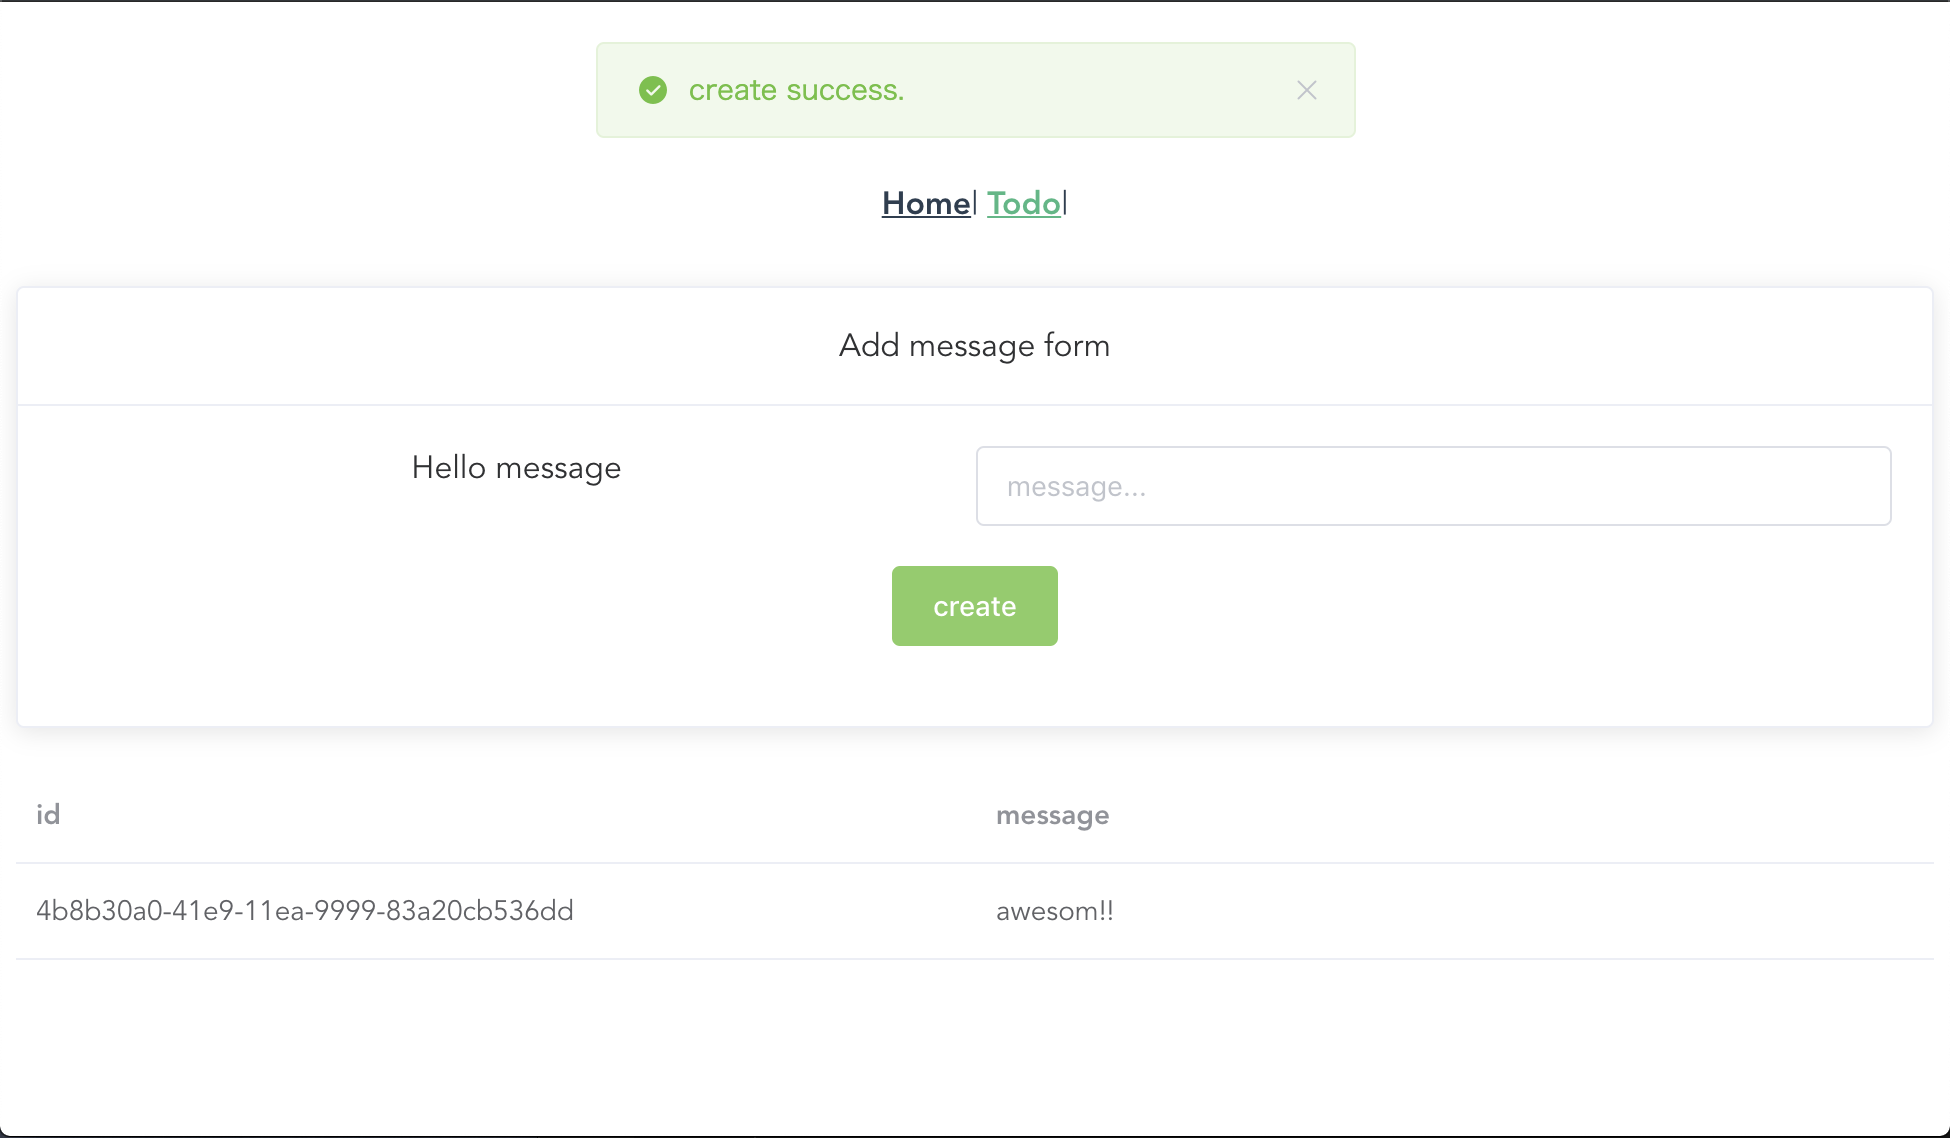 create success.
Home| Todo|
Add message form
Hello message
message...
create
id message
4b8b30a0-41e9-11ea-9999-83a20cb536dd awesom!!